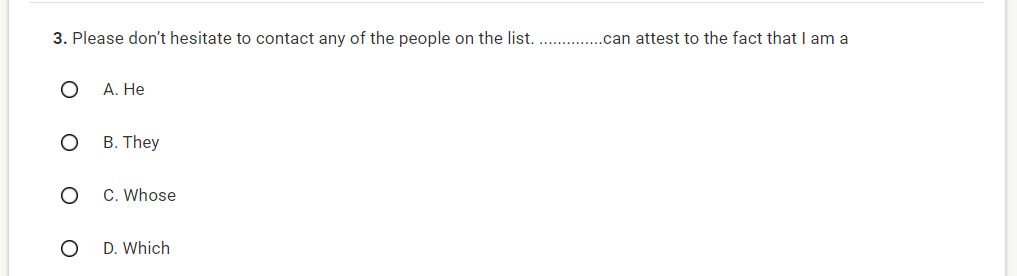 3. Please don't hesitate to contact any of the people on the list. ..............can attest to the fact that I am a
A. He
B. They
C. Whose
D. Which